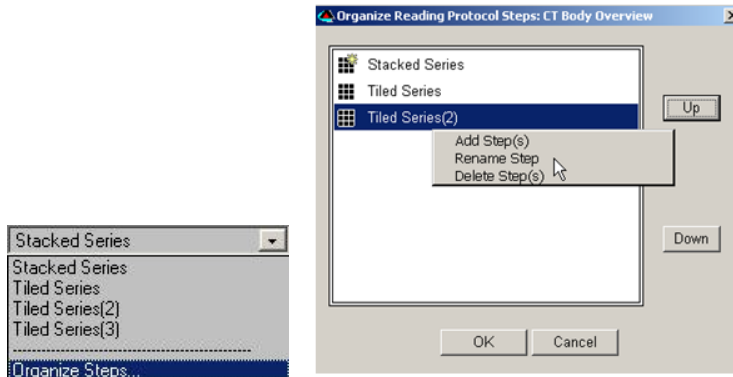 Organize Reading Protocol Steps: CT Body Overview
Stacked Series
Tiled Series
Tiled Series(2)
Up
Add Step(s)
Rename Step
Delete Step(s)
Down
OK
Cancel
Stacked Series
Stacked Series
Tiled Series
Tiled Series(2)
Tiled Series(3)
Organize Steps...